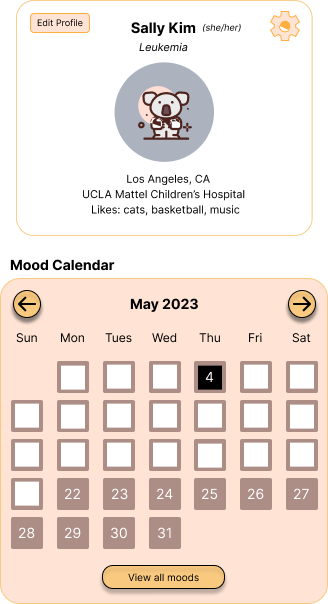 Edit Profile
Sally Kim (she/her)
Leukemia
Los Angeles, CA
UCLA Mattel Children's Hospital
Likes: cats, basketball, music
Mood Calendar
May 2023
Sun Mon Tues Wed Thu Fri Sat
4
22 23 24 25 26 27
28 29 30 31
View all moods